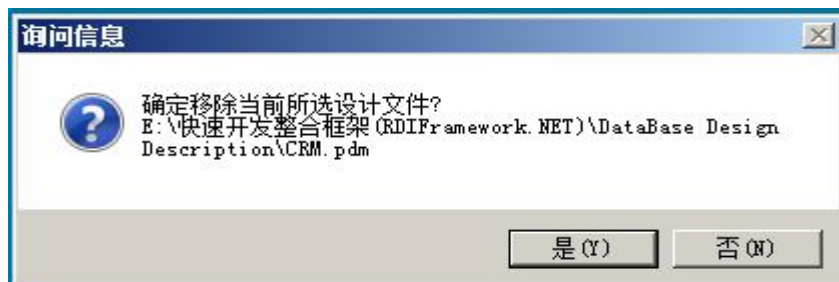 询问信息
确定移除当前所选设计文件?
E:\快速开发整合框架(RDIFramework.NET)\DataBase Design
Description\CRM.pdm
是(Y)
否(N)